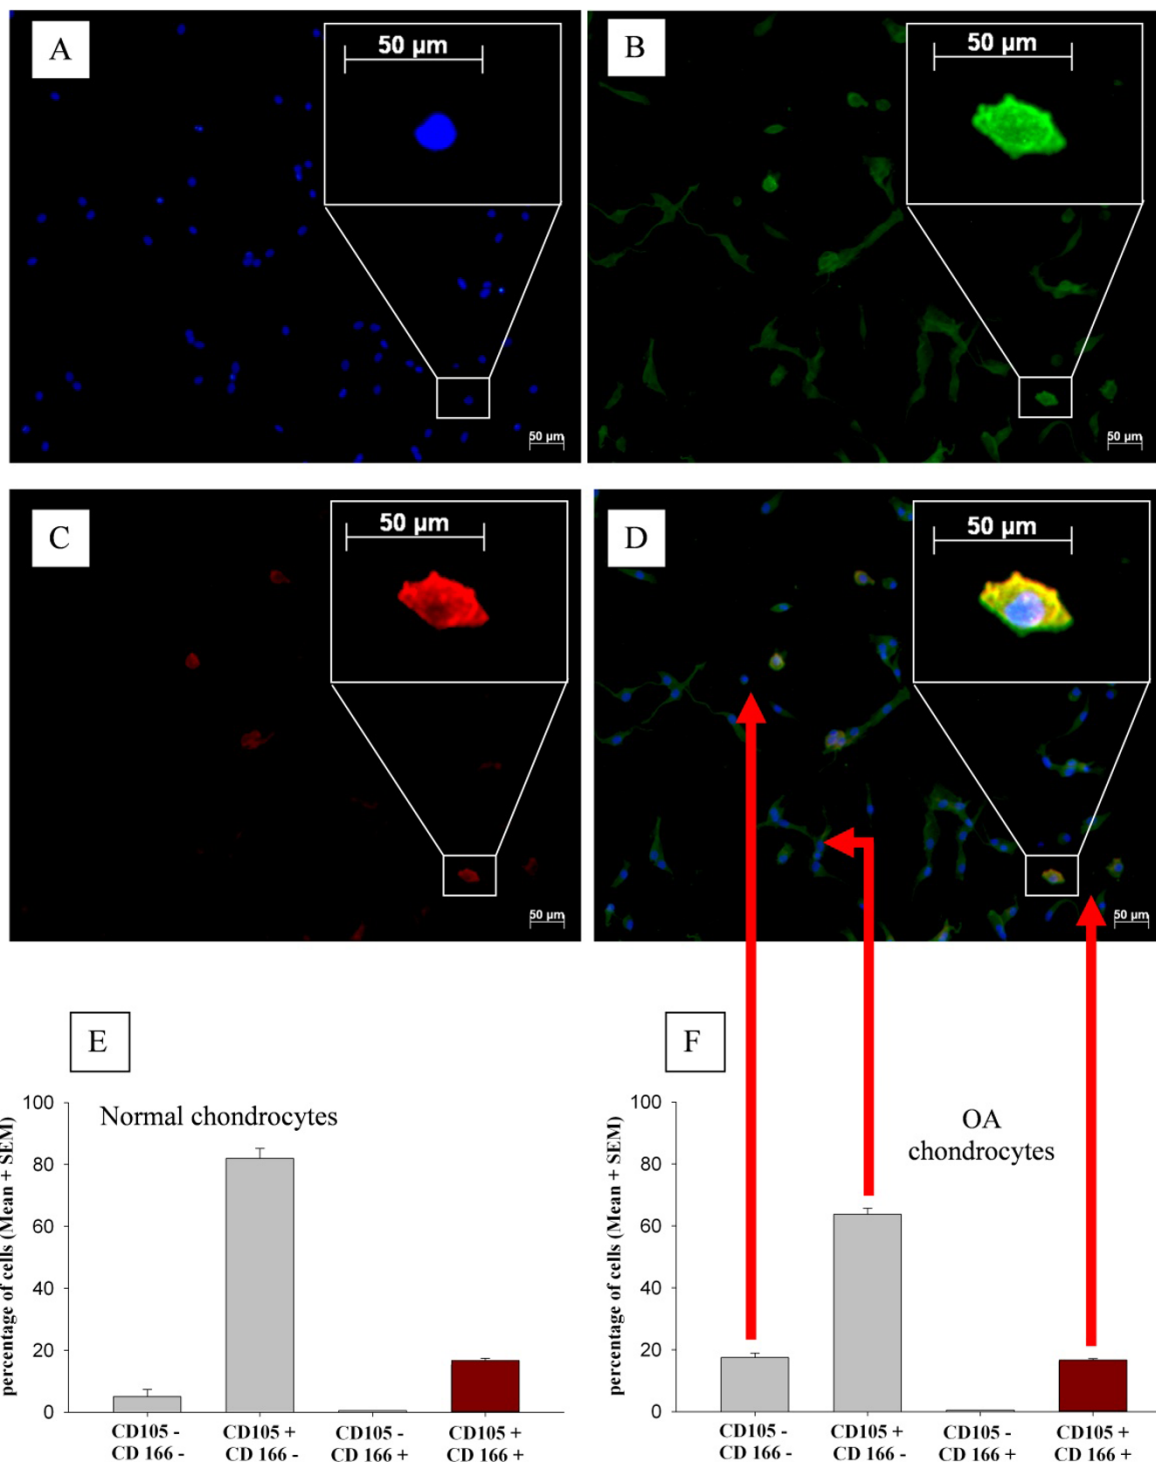 A
50 µm
50 µm
B
50 µm
50 µm
C
50 µm
50 µm
D
50 µm
50 µm
E
Normal chondrocytes
percentage of cells (Mean + SEM)
100
80
60
40
20
0
CD105 -
CD 166 -
CD105 +
CD 166 -
CD105 -
CD 166 +
CD105 +
CD 166 +
F
OA
chondrocytes
percentage of cells (Mean + SEM)
100
80
60
40
20
0
CD105 -
CD 166 -
CD105 +
CD 166 -
CD105 -
CD 166 +
CD105 +
CD 166 +